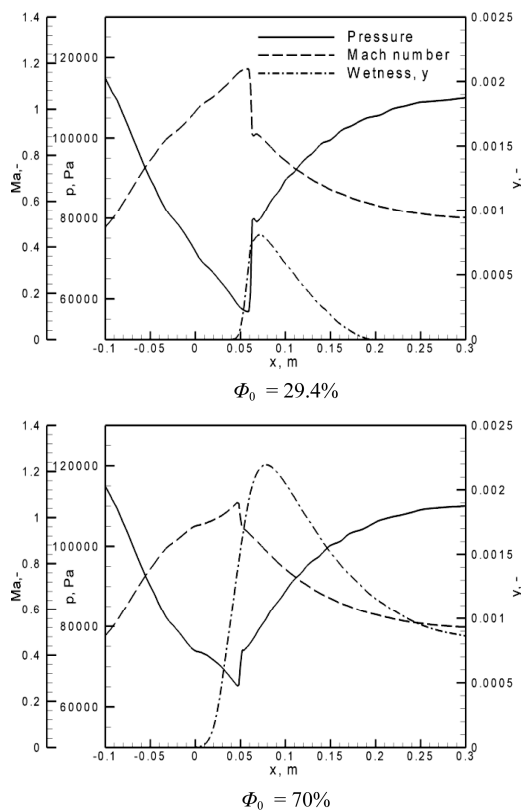 1.4
1.2
1
0.8
0.6
0.4
0.2
0
Ma,-
120000
100000
80000
60000
p, Pa
Pressure
Mach number
Wetness, y
0.0025
0.002
0.0015
0.001
0.0005
0
y, -
-0.1 -0.05 0 0.05 0.1 0.15 0.2 0.25 0.3
x, m
Φ0 = 29.4%
1.4
1.2
1
0.8
0.6
0.4
0.2
0
Ma,-
120000
100000
80000
60000
p, Pa
0.0025
0.002
0.0015
0.001
0.0005
0
y, -
-0.1 -0.05 0 0.05 0.1 0.15 0.2 0.25 0.3
x, m
Φ0 = 70%